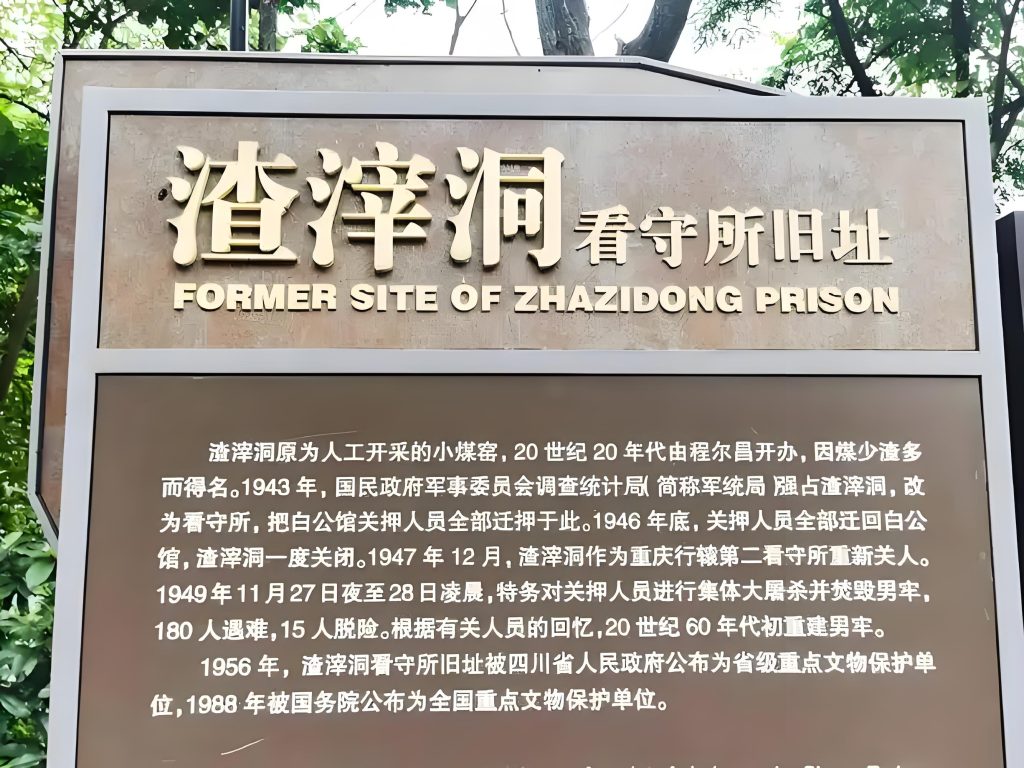 渣滓洞看守所旧址
FORMER SITE OF ZHAZIDONG PRISON
渣滓洞原为人工开采的小煤窑，20世纪20年代由程尔昌开办，因煤少渣多
而得名。1943年，国民政府军事委员会调查统计局（简称军统局）强占渣滓洞，改
为看守所，把白公馆关押人员全部迁押于此。1946年底，关押人员全部迁回白公
馆，渣滓洞一度关闭。1947年12月，渣滓洞作为重庆行辕第二看守所重新关人。
1949年11月27日夜至28日凌晨，特务对关押人员进行集体大屠杀并焚毁男牢，
180人遇难，15人脱险。根据有关人员的回忆，20世纪60年代初重建男牢。
1956年，渣滓洞看守所旧址被四川省人民政府公布为省级重点文物保护单
位，1988年被国务院公布为全国重点文物保护单位。